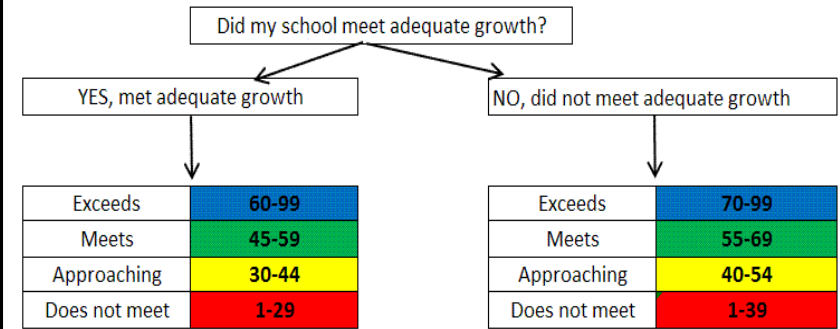 Did my school meet adequate growth?
YES, met adequate growth
NO, did not meet adequate growth
Exceeds 60-99
Meets 45-59
Approaching 30-44
Does not meet 1-29
Exceeds 70-99
Meets 55-69
Approaching 40-54
Does not meet 1-39